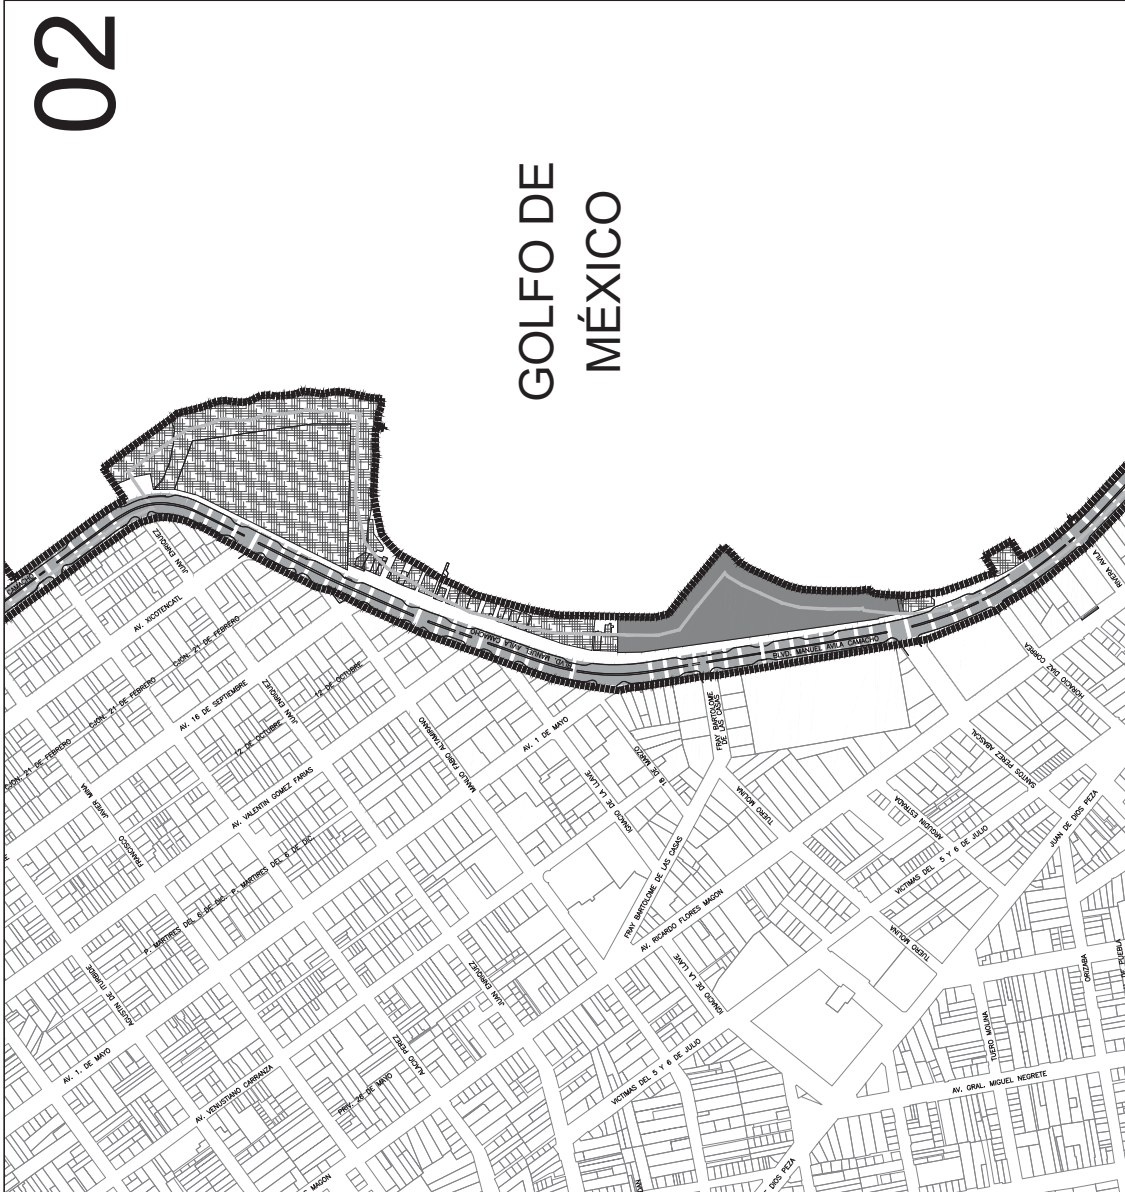 02
GOLFO DE
MÉXICO
CAMACHO
JUAN ENRIQUEZ
AV. XICOTENCATL
CJON. 21 DE FEBRERO
CJON. 21 DE FEBRERO
CJON. 21 DE FEBRERO
AV. 16 DE SEPTIEMBRE
JUAN ENRIQUEZ
12 DE OCTUBRE
12 DE OCTUBRE
BLVD. MANUEL AVILA CAMACHO
BLVD. MANUEL AVILA CAMACHO
RIVERA AVILA
HORACIO DIAZ CORREA
FRAY BARTOLOME
DE LAS CASAS
MANLIO FABIO ALTAMIRANO
AV. 1 DE MAYO
18 DE MARZO
IGNACIO DE LA LLAVE
TUERO MOLINA
SANTOS PEREZ ABASCAL
JAVIER MINA
FRANCISCO
AV. VALENTIN GOMEZ FARIAS
ARGUDIN ESTRADA
JUAN DE DIOS PEZA
P. MARTIRES DEL 6 DE DIC.
P. MARTIRES DEL 6 DE DIC.
FRAY BARTOLOME DE LAS CASAS
VICTIMAS DEL 5 Y 6 DE JULIO
AV. RICARDO FLORES MAGON
TUERO MOLINA
AGUSTIN DE ITURBIDE
JUAN ENRIQUEZ
IGNACIO DE LA LLAVE
ORIZABA
PUEBLA
AV. 1. DE MAYO
ALACIO PEREZ
TUERO MOLINA
AV. VENUSTIANO CARRANZA
PRIV. 26 DE MAYO
VICTIMAS DEL 5 Y 6 DE JULIO
AV. GRAL. MIGUEL NEGRETE
MAGON
DIOS PEZA